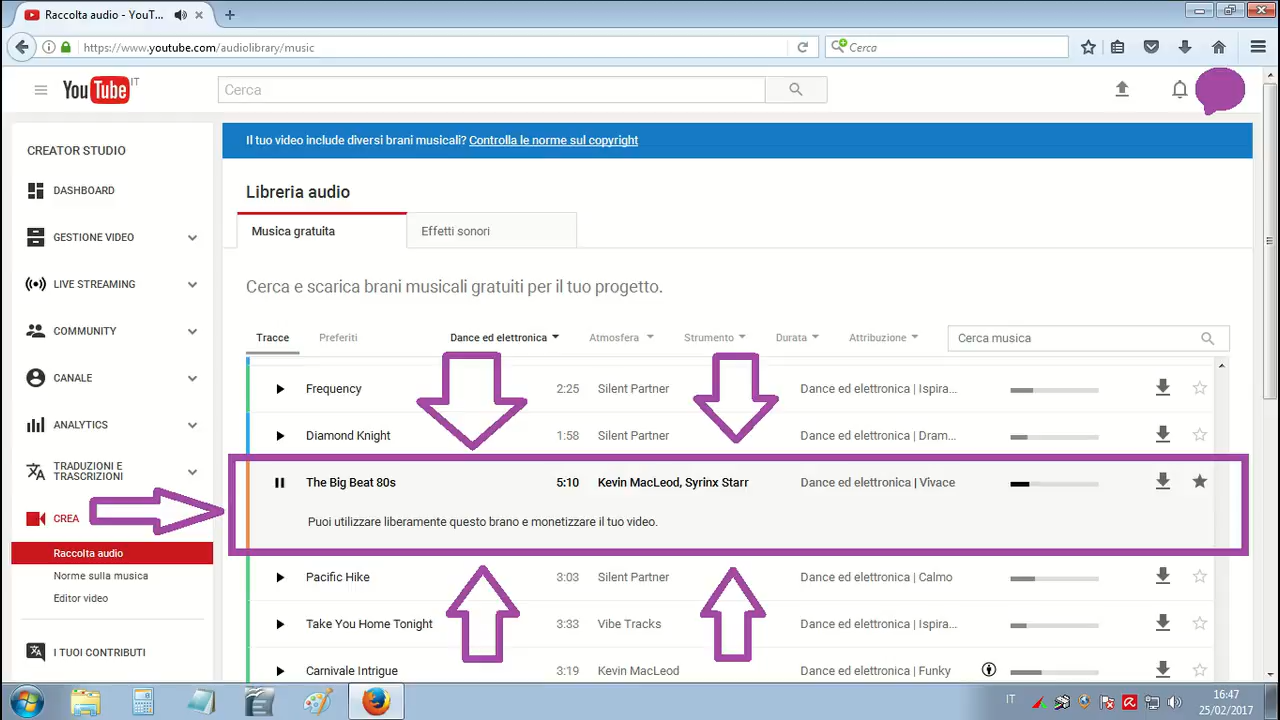 Raccolta audio - YouT...
https://www.youtube.com/audiolibrary/music
Cerca
YouTube IT
Cerca
CREATOR STUDIO
DASHBOARD
GESTIONE VIDEO
LIVE STREAMING
COMMUNITY
CANALE
ANALYTICS
TRADUZIONI E
TRASCRIZIONI
CREA
Raccolta audio
Norme sulla musica
Editor video
I TUOI CONTRIBUTI
Il tuo video include diversi brani musicali? Controlla le norme sul copyright
Libreria audio
Musica gratuita Effetti sonori
Cerca e scarica brani musicali gratuiti per il tuo progetto.
Tracce Preferiti Dance ed elettronica Atmosfera Strumento Durata Attribuzione Cerca musica
Frequency 2:25 Silent Partner Dance ed elettronica | Ispira...
Diamond Knight 1:58 Silent Partner Dance ed elettronica | Dram...
The Big Beat 80s 5:10 Kevin MacLeod, Syrinx Starr Dance ed elettronica | Vivace
Puoi utilizzare liberamente questo brano e monetizzare il tuo video.
Pacific Hike 3:03 Silent Partner Dance ed elettronica | Calmo
Take You Home Tonight 3:33 Vibe Tracks Dance ed elettronica | Ispira...
Carnivale Intrigue 3:19 Kevin MacLeod Dance ed elettronica | Funky
IT
16:47
25/02/2017